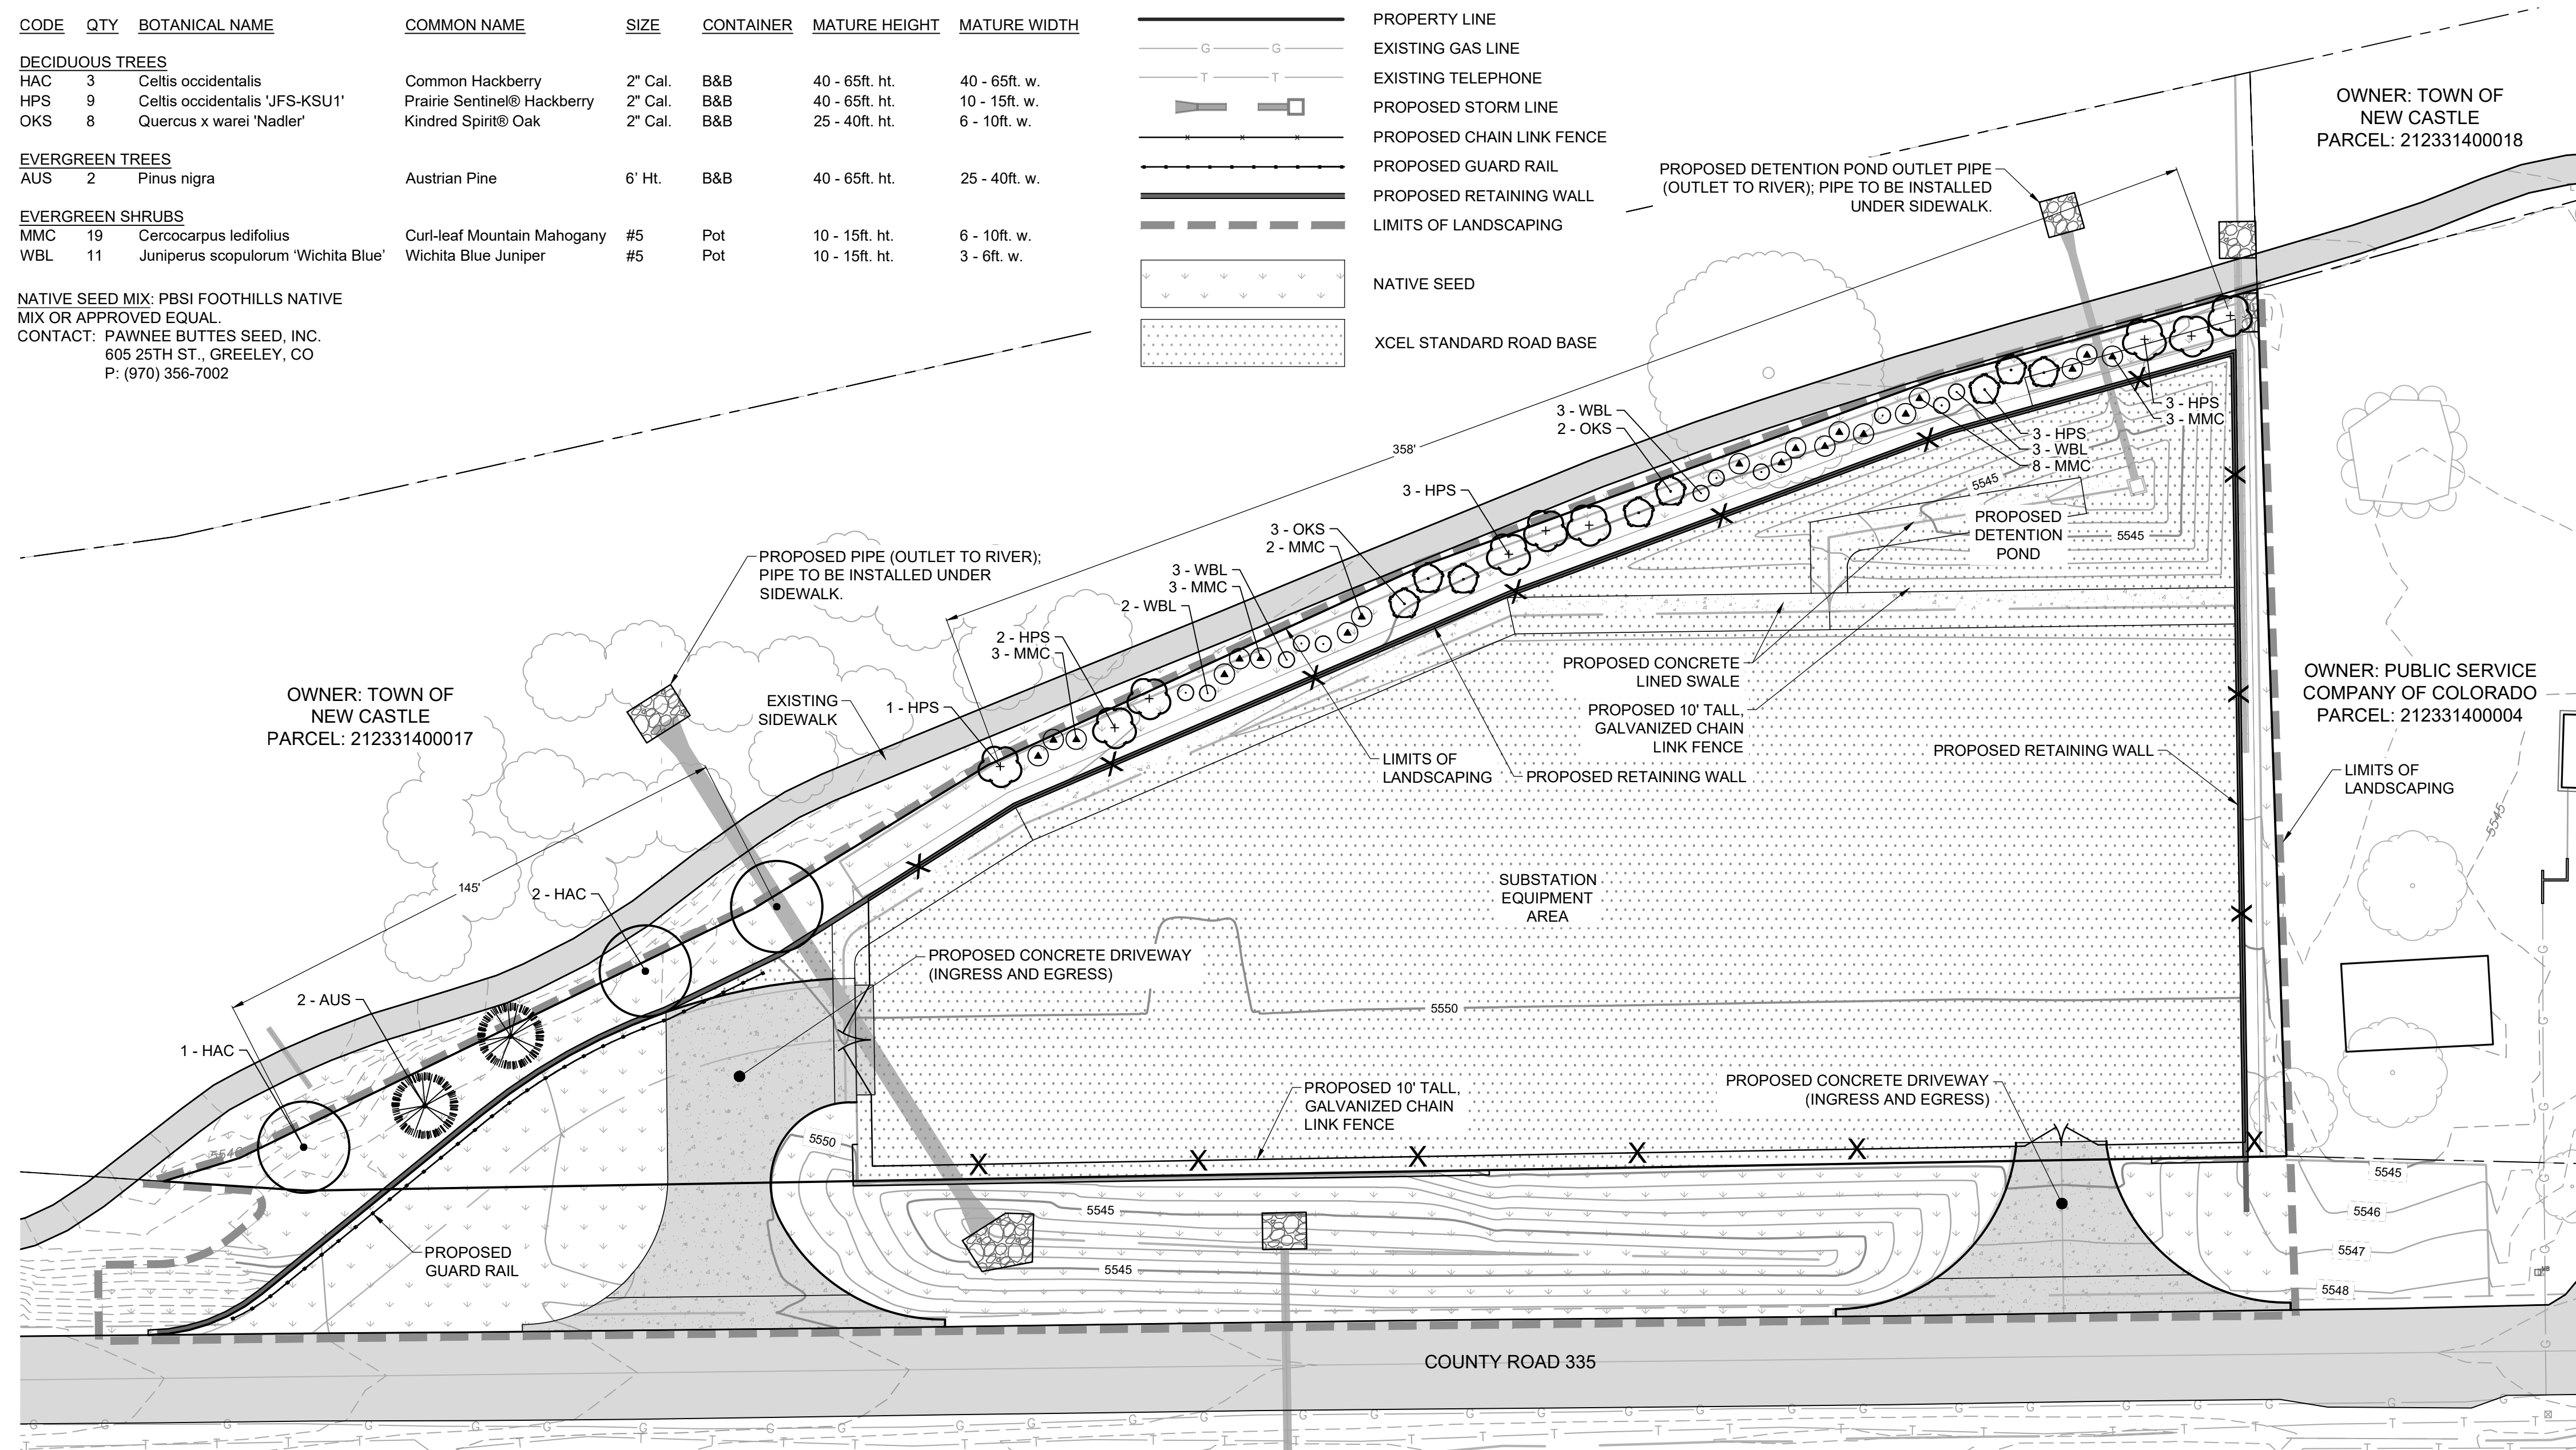 CODE QTY BOTANICAL NAME COMMON NAME SIZE CONTAINER MATURE HEIGHT MATURE WIDTH
DECIDUOUS TREES
HAC 3 Celtis occidentalis Common Hackberry 2" Cal. B&B 40 - 65ft. ht. 40 - 65ft. w.
HPS 9 Celtis occidentalis 'JFS-KSU1' Prairie Sentinel® Hackberry 2" Cal. B&B 40 - 65ft. ht. 10 - 15ft. w.
OKS 8 Quercus x warei 'Nadler' Kindred Spirit® Oak 2" Cal. B&B 25 - 40ft. ht. 6 - 10ft. w.
EVERGREEN TREES
AUS 2 Pinus nigra Austrian Pine 6’ Ht. B&B 40 - 65ft. ht. 25 - 40ft. w.
EVERGREEN SHRUBS
MMC 19 Cercocarpus ledifolius Curl-leaf Mountain Mahogany #5 Pot 10 - 15ft. ht. 6 - 10ft. w.
WBL 11 Juniperus scopulorum ‘Wichita Blue’ Wichita Blue Juniper #5 Pot 10 - 15ft. ht. 3 - 6ft. w.
NATIVE SEED MIX: PBSI FOOTHILLS NATIVE
MIX OR APPROVED EQUAL.
CONTACT: PAWNEE BUTTES SEED, INC.
605 25TH ST., GREELEY, CO
P: (970) 356-7002
PROPERTY LINE
G G EXISTING GAS LINE
T T EXISTING TELEPHONE
PROPOSED STORM LINE
x x x PROPOSED CHAIN LINK FENCE
PROPOSED GUARD RAIL
PROPOSED RETAINING WALL
LIMITS OF LANDSCAPING
NATIVE SEED
XCEL STANDARD ROAD BASE
OWNER: TOWN OF
NEW CASTLE
PARCEL: 212331400018
PROPOSED DETENTION POND OUTLET PIPE
(OUTLET TO RIVER); PIPE TO BE INSTALLED
UNDER SIDEWALK.
3 - HPS
3 - MMC
3 - WBL
2 - OKS
3 - HPS
3 - WBL
8 - MMC
358'
3 - HPS
5545
PROPOSED
DETENTION
POND
5545
3 - OKS
2 - MMC
3 - WBL
3 - MMC
2 - WBL
2 - HPS
3 - MMC
1 - HPS
PROPOSED PIPE (OUTLET TO RIVER);
PIPE TO BE INSTALLED UNDER
SIDEWALK.
EXISTING
SIDEWALK
OWNER: TOWN OF
NEW CASTLE
PARCEL: 212331400017
PROPOSED CONCRETE
LINED SWALE
PROPOSED 10' TALL,
GALVANIZED CHAIN
LINK FENCE
LIMITS OF
LANDSCAPING
PROPOSED RETAINING WALL
PROPOSED RETAINING WALL
OWNER: PUBLIC SERVICE
COMPANY OF COLORADO
PARCEL: 212331400004
LIMITS OF
LANDSCAPING
5545
145'
2 - HAC
SUBSTATION
EQUIPMENT
AREA
PROPOSED CONCRETE DRIVEWAY
(INGRESS AND EGRESS)
2 - AUS
1 - HAC
5550
PROPOSED 10' TALL,
GALVANIZED CHAIN
LINK FENCE
PROPOSED CONCRETE DRIVEWAY
(INGRESS AND EGRESS)
5550
5545
5545
5545
5546
5547
5548
PROPOSED
GUARD RAIL
COUNTY ROAD 335